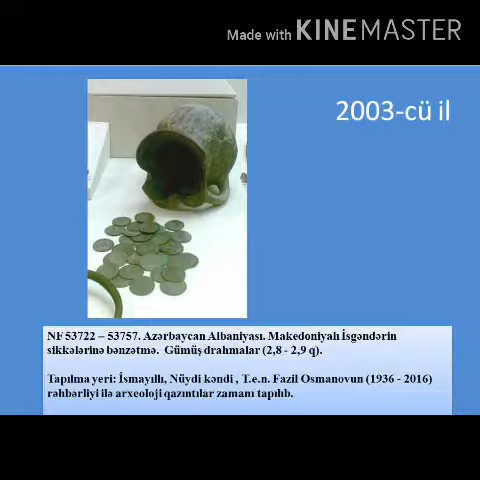 Made with KINEMASTER
2003-cü il
NF 53722 – 53757. Azərbaycan Albaniyası. Makedoniyalı İsgəndərin
sikkələrinə bənzətmə. Gümüş drahmalar (2,8 - 2,9 q).
Tapılma yeri: İsmayıllı, Nüydi kəndi , T.e.n. Fazil Osmanovun (1936 - 2016)
rəhbərliyi ilə arxeoloji qazıntılar zamanı tapılıb.